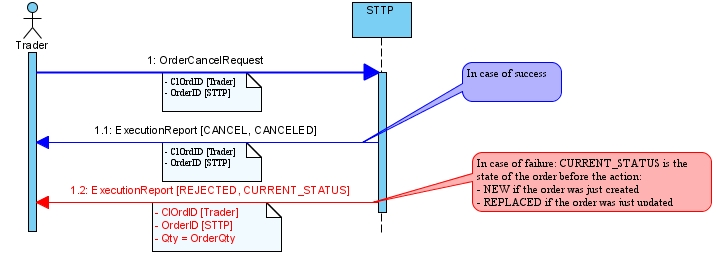 STTP
Trader
1: OrderCancelRequest
- ClOrdID [Trader]
- OrderID [STTP]
In case of success
1.1: ExecutionReport [CANCEL, CANCELED]
- ClOrdID [Trader]
- OrderID [STTP]
In case of failure: CURRENT_STATUS is the
state of the order before the action:
- NEW if the order was just created
- REPLACED if the order was just updated
1.2: ExecutionReport [REJECTED, CURRENT_STATUS]
- ClOrdID [Trader]
- OrderID [STTP]
- Qty = OrderQty